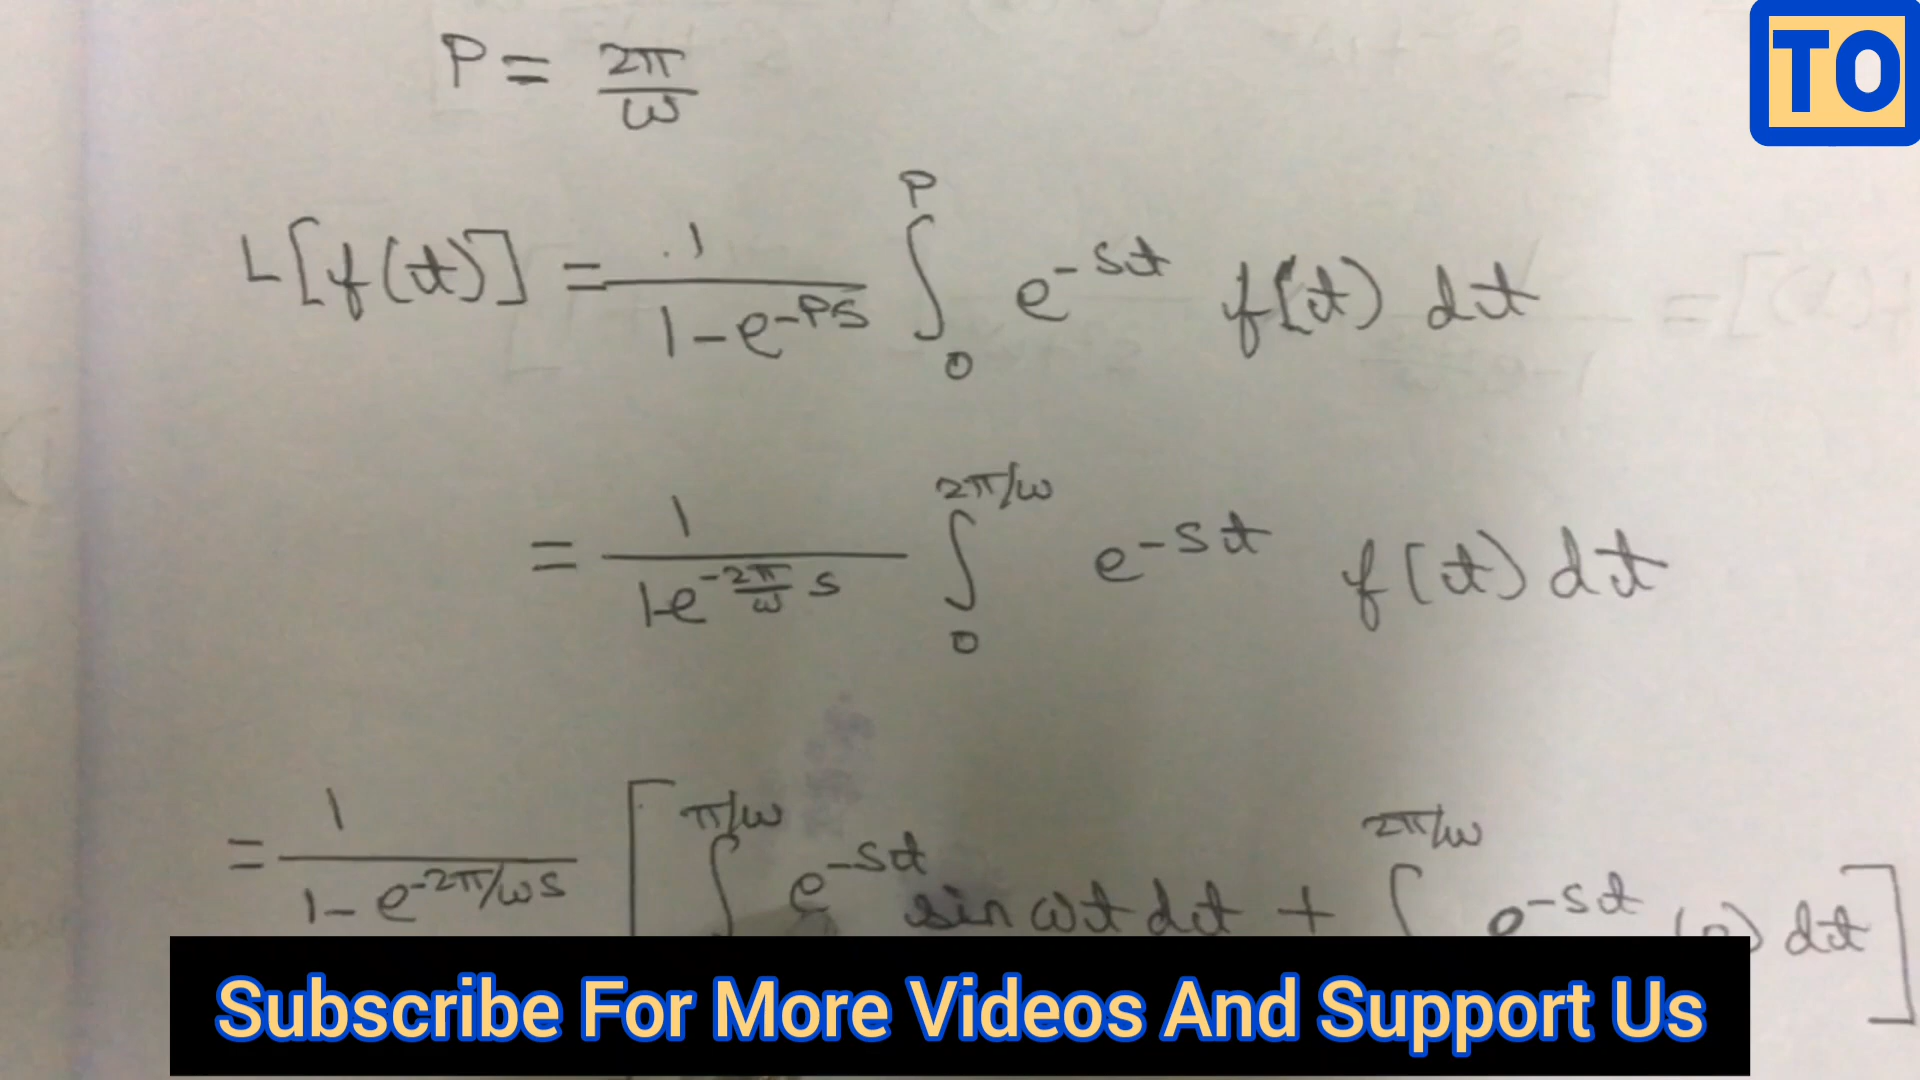 TO
P = 2π/ω
L[f(t)] = 1/(1-e^-PS) ∫_0^P e^-st f(t) dt
= 1/(1-e^-2π/ω s) ∫_0^2π/ω e^-st f(t) dt
= 1/(1-e^-2π/ω s) [ ∫^π/ω e^-st sin ωt dt + ∫^2π/ω e^-st (0) dt ]
Subscribe For More Videos And Support Us